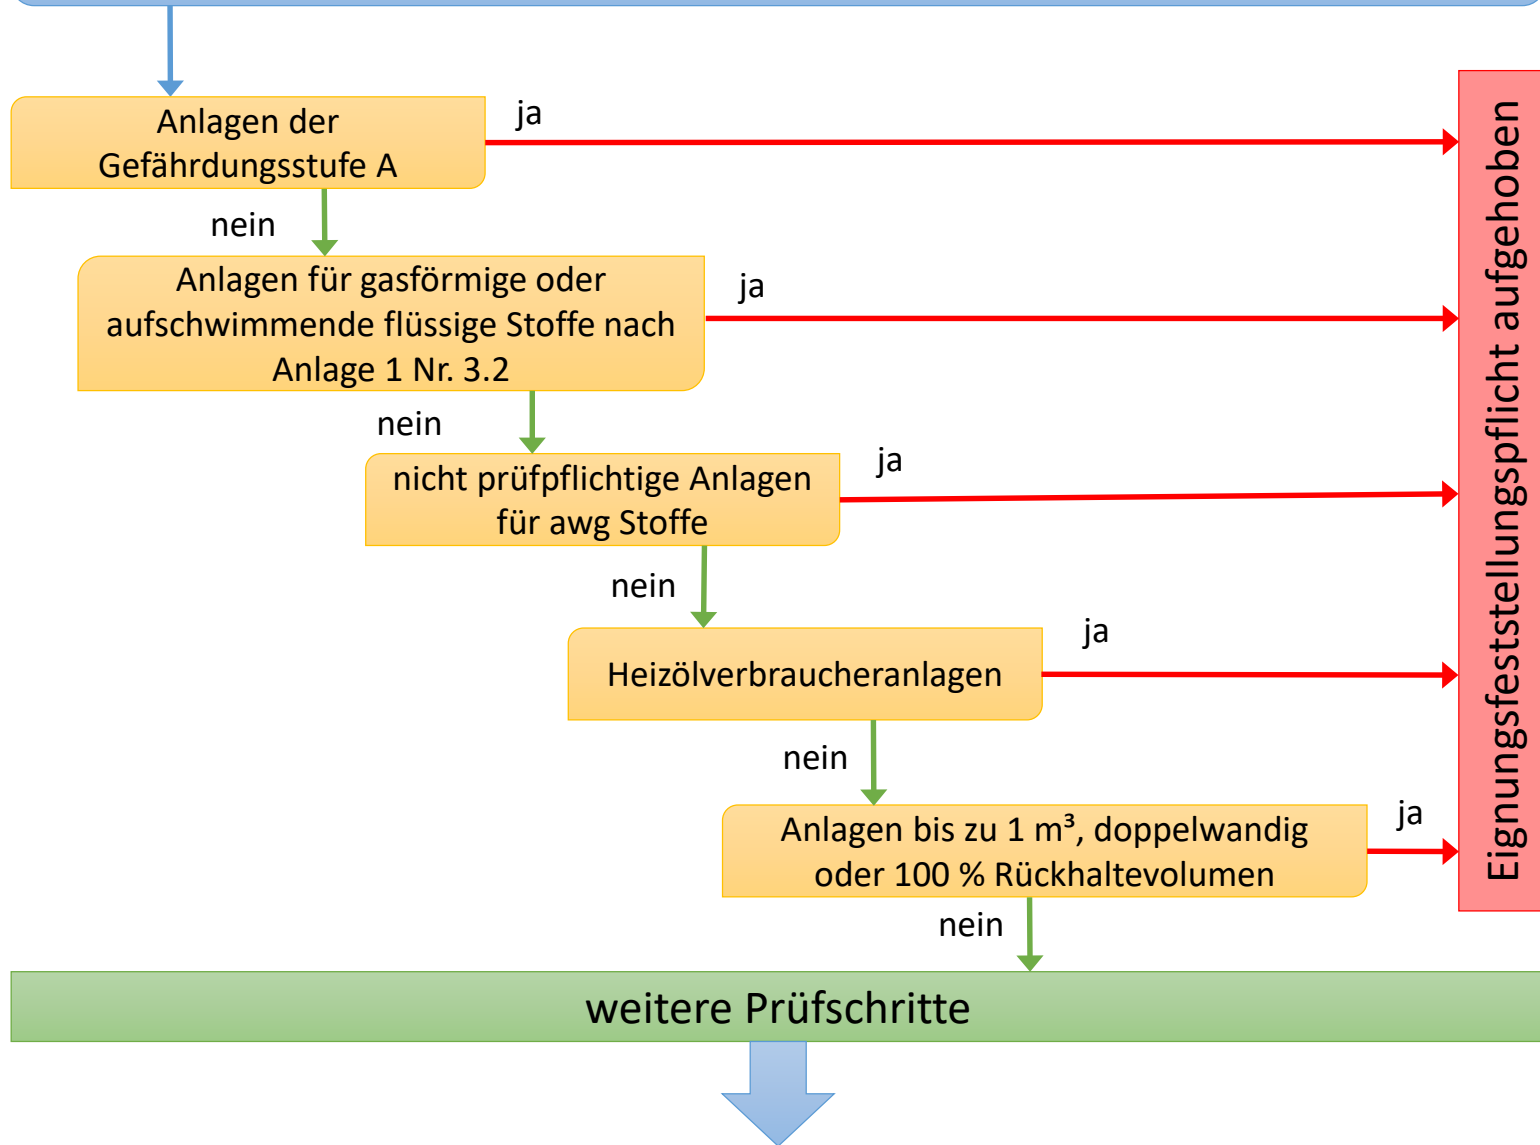 Anlagen der
Gefährdungsstufe A
ja
nein
Anlagen für gasförmige oder
aufschwimmende flüssige Stoffe nach
Anlage 1 Nr. 3.2
ja
nein
nicht prüfpflichtige Anlagen
für awg Stoffe
ja
nein
Heizölverbraucheranlagen
ja
nein
Anlagen bis zu 1 m³, doppelwandig
oder 100 % Rückhaltevolumen
ja
nein
Eignungsfeststellungspflicht aufgehoben
weitere Prüfschritte